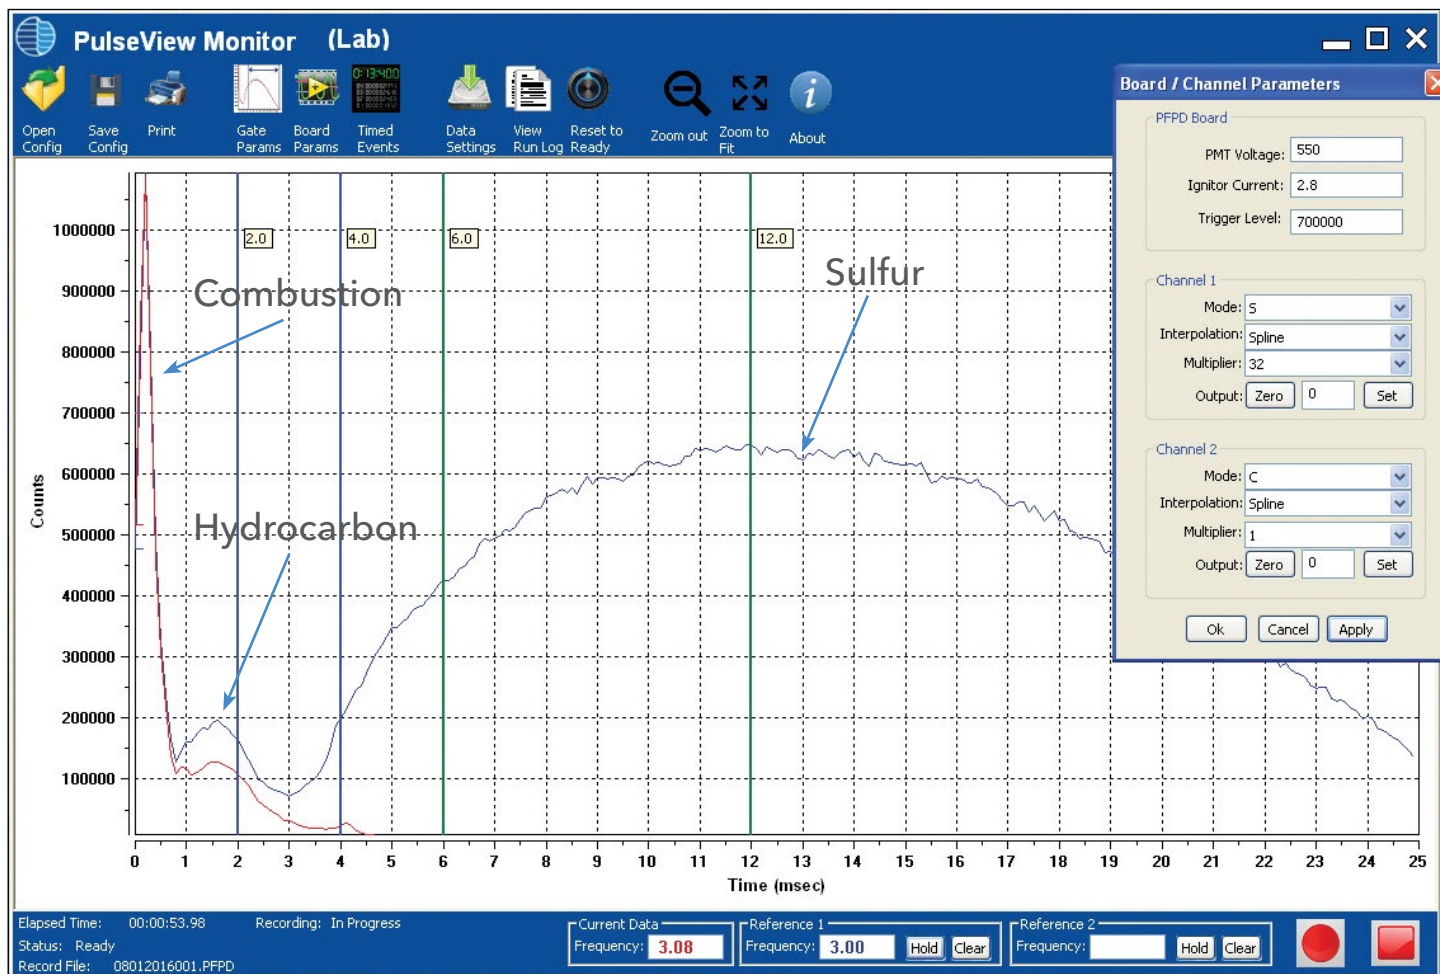 PulseView Monitor (Lab)
Open Config
Save Config
Print
Gate Params
Board Params
0:13:400
Timed Events
Data Settings
View Run Log
Reset to Ready
Zoom out
Zoom to Fit
About
Board / Channel Parameters
PFPD Board
PMT Voltage: 550
Ignitor Current: 2.8
Trigger Level: 700000
Channel 1
Mode: S
Interpolation: Spline
Multiplier: 32
Output: Zero 0 Set
Channel 2
Mode: C
Interpolation: Spline
Multiplier: 1
Output: Zero 0 Set
Ok Cancel Apply
Counts
1000000
900000
800000
700000
600000
500000
400000
300000
200000
100000
2.0 4.0 6.0 12.0
Combustion
Sulfur
Hydrocarbon
0 1 2 3 4 5 6 7 8 9 10 11 12 13 14 15 16 17 18 19 20 21 22 23 24 25
Time (msec)
Elapsed Time: 00:00:53.98 Recording: In Progress
Status: Ready
Record File: 08012016001.PFPD
Current Data
Frequency: 3.08
Reference 1
Frequency: 3.00 Hold Clear
Reference 2
Frequency: Hold Clear